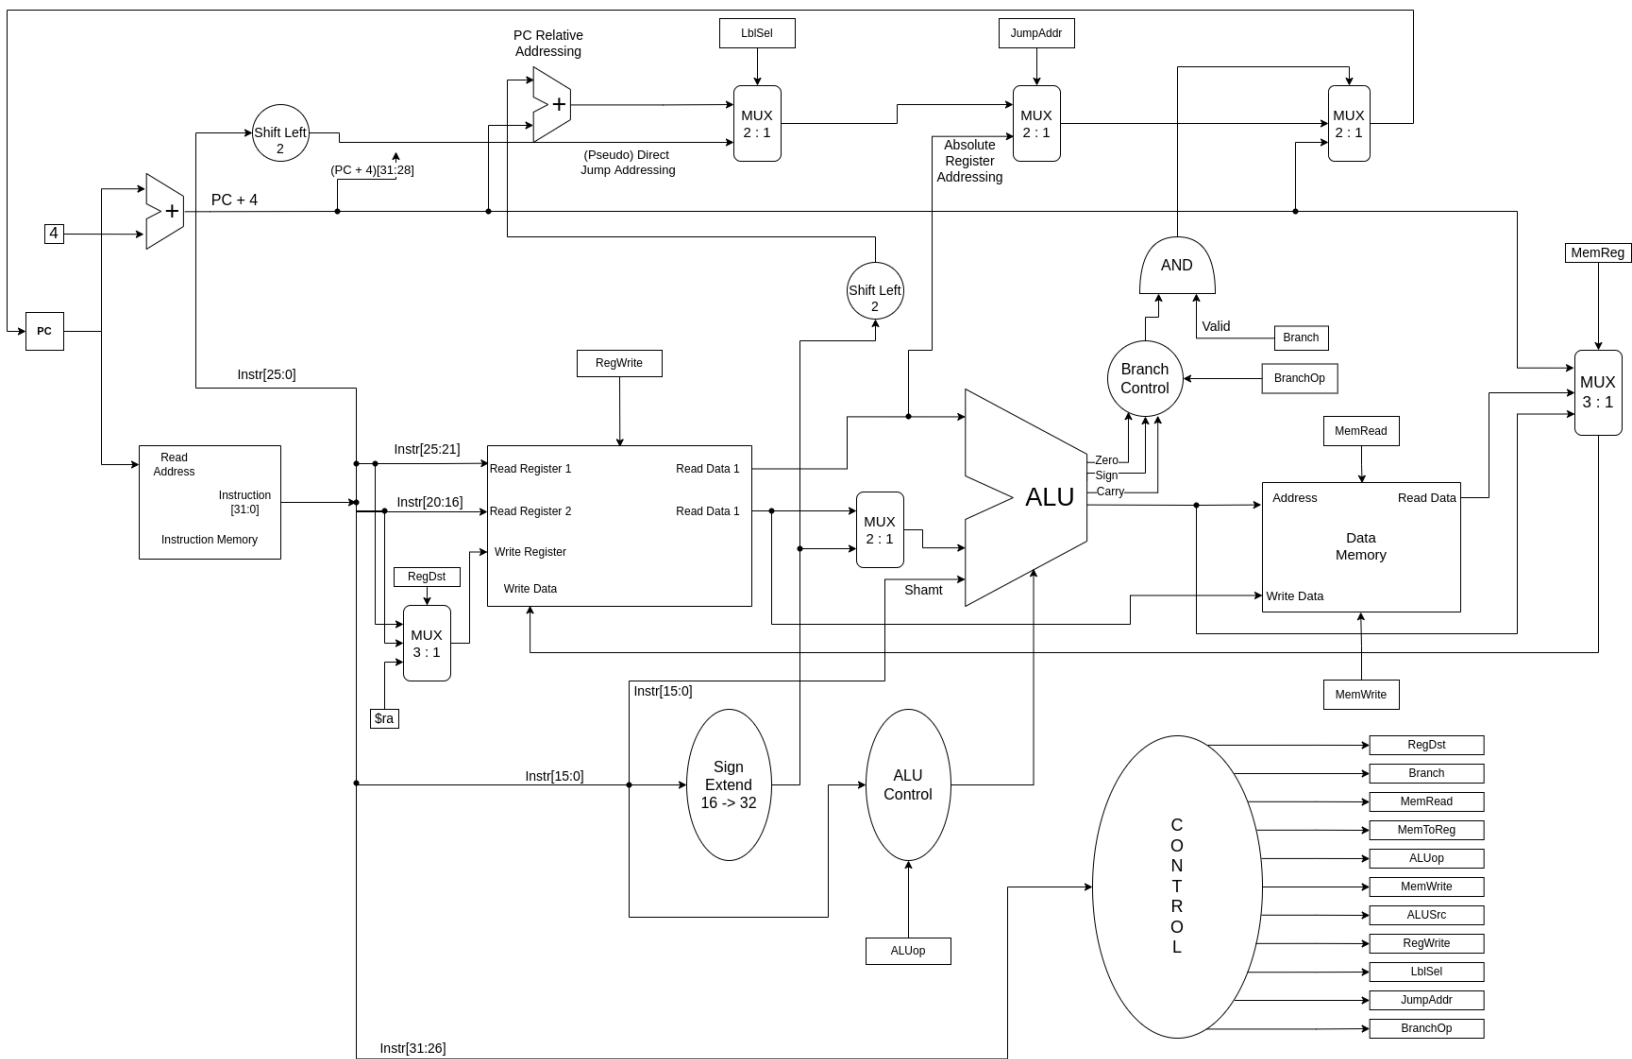 LblSel
JumpAddr
PC Relative
Addressing
MUX
2 : 1
MUX
2 : 1
MUX
2 : 1
Shift Left
2
Absolute
Register
Addressing
(PC + 4)[31:28]
(Pseudo) Direct
Jump Addressing
+
+
PC + 4
4
MemReg
AND
Shift Left
2
Valid
Branch
PC
RegWrite
Branch
Control
BranchOp
Instr[25:0]
MUX
3 : 1
MemRead
Read
Address
Instruction
[31:0]
Instruction Memory
Instr[25:21]
Read Register 1
Read Data 1
Zero
Sign
Carry
Instr[20:16]
Read Register 2
Read Data 1
MUX
2 : 1
ALU
Address
Read Data
Data
Memory
Write Data
Write Register
Write Data
RegDst
Shamt
MUX
3 : 1
$ra
Instr[15:0]
MemWrite
Instr[15:0]
Sign
Extend
16 -> 32
ALU
Control
ALUop
C
O
N
T
R
O
L
RegDst
Branch
MemRead
MemToReg
ALUop
MemWrite
ALUSrc
RegWrite
LblSel
JumpAddr
BranchOp
Instr[31:26]